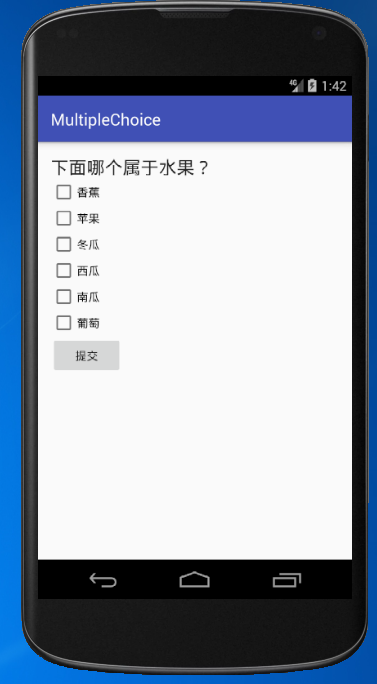 4G 1:42
MultipleChoice
下面哪个属于水果？
香蕉
苹果
冬瓜
西瓜
南瓜
葡萄
提交